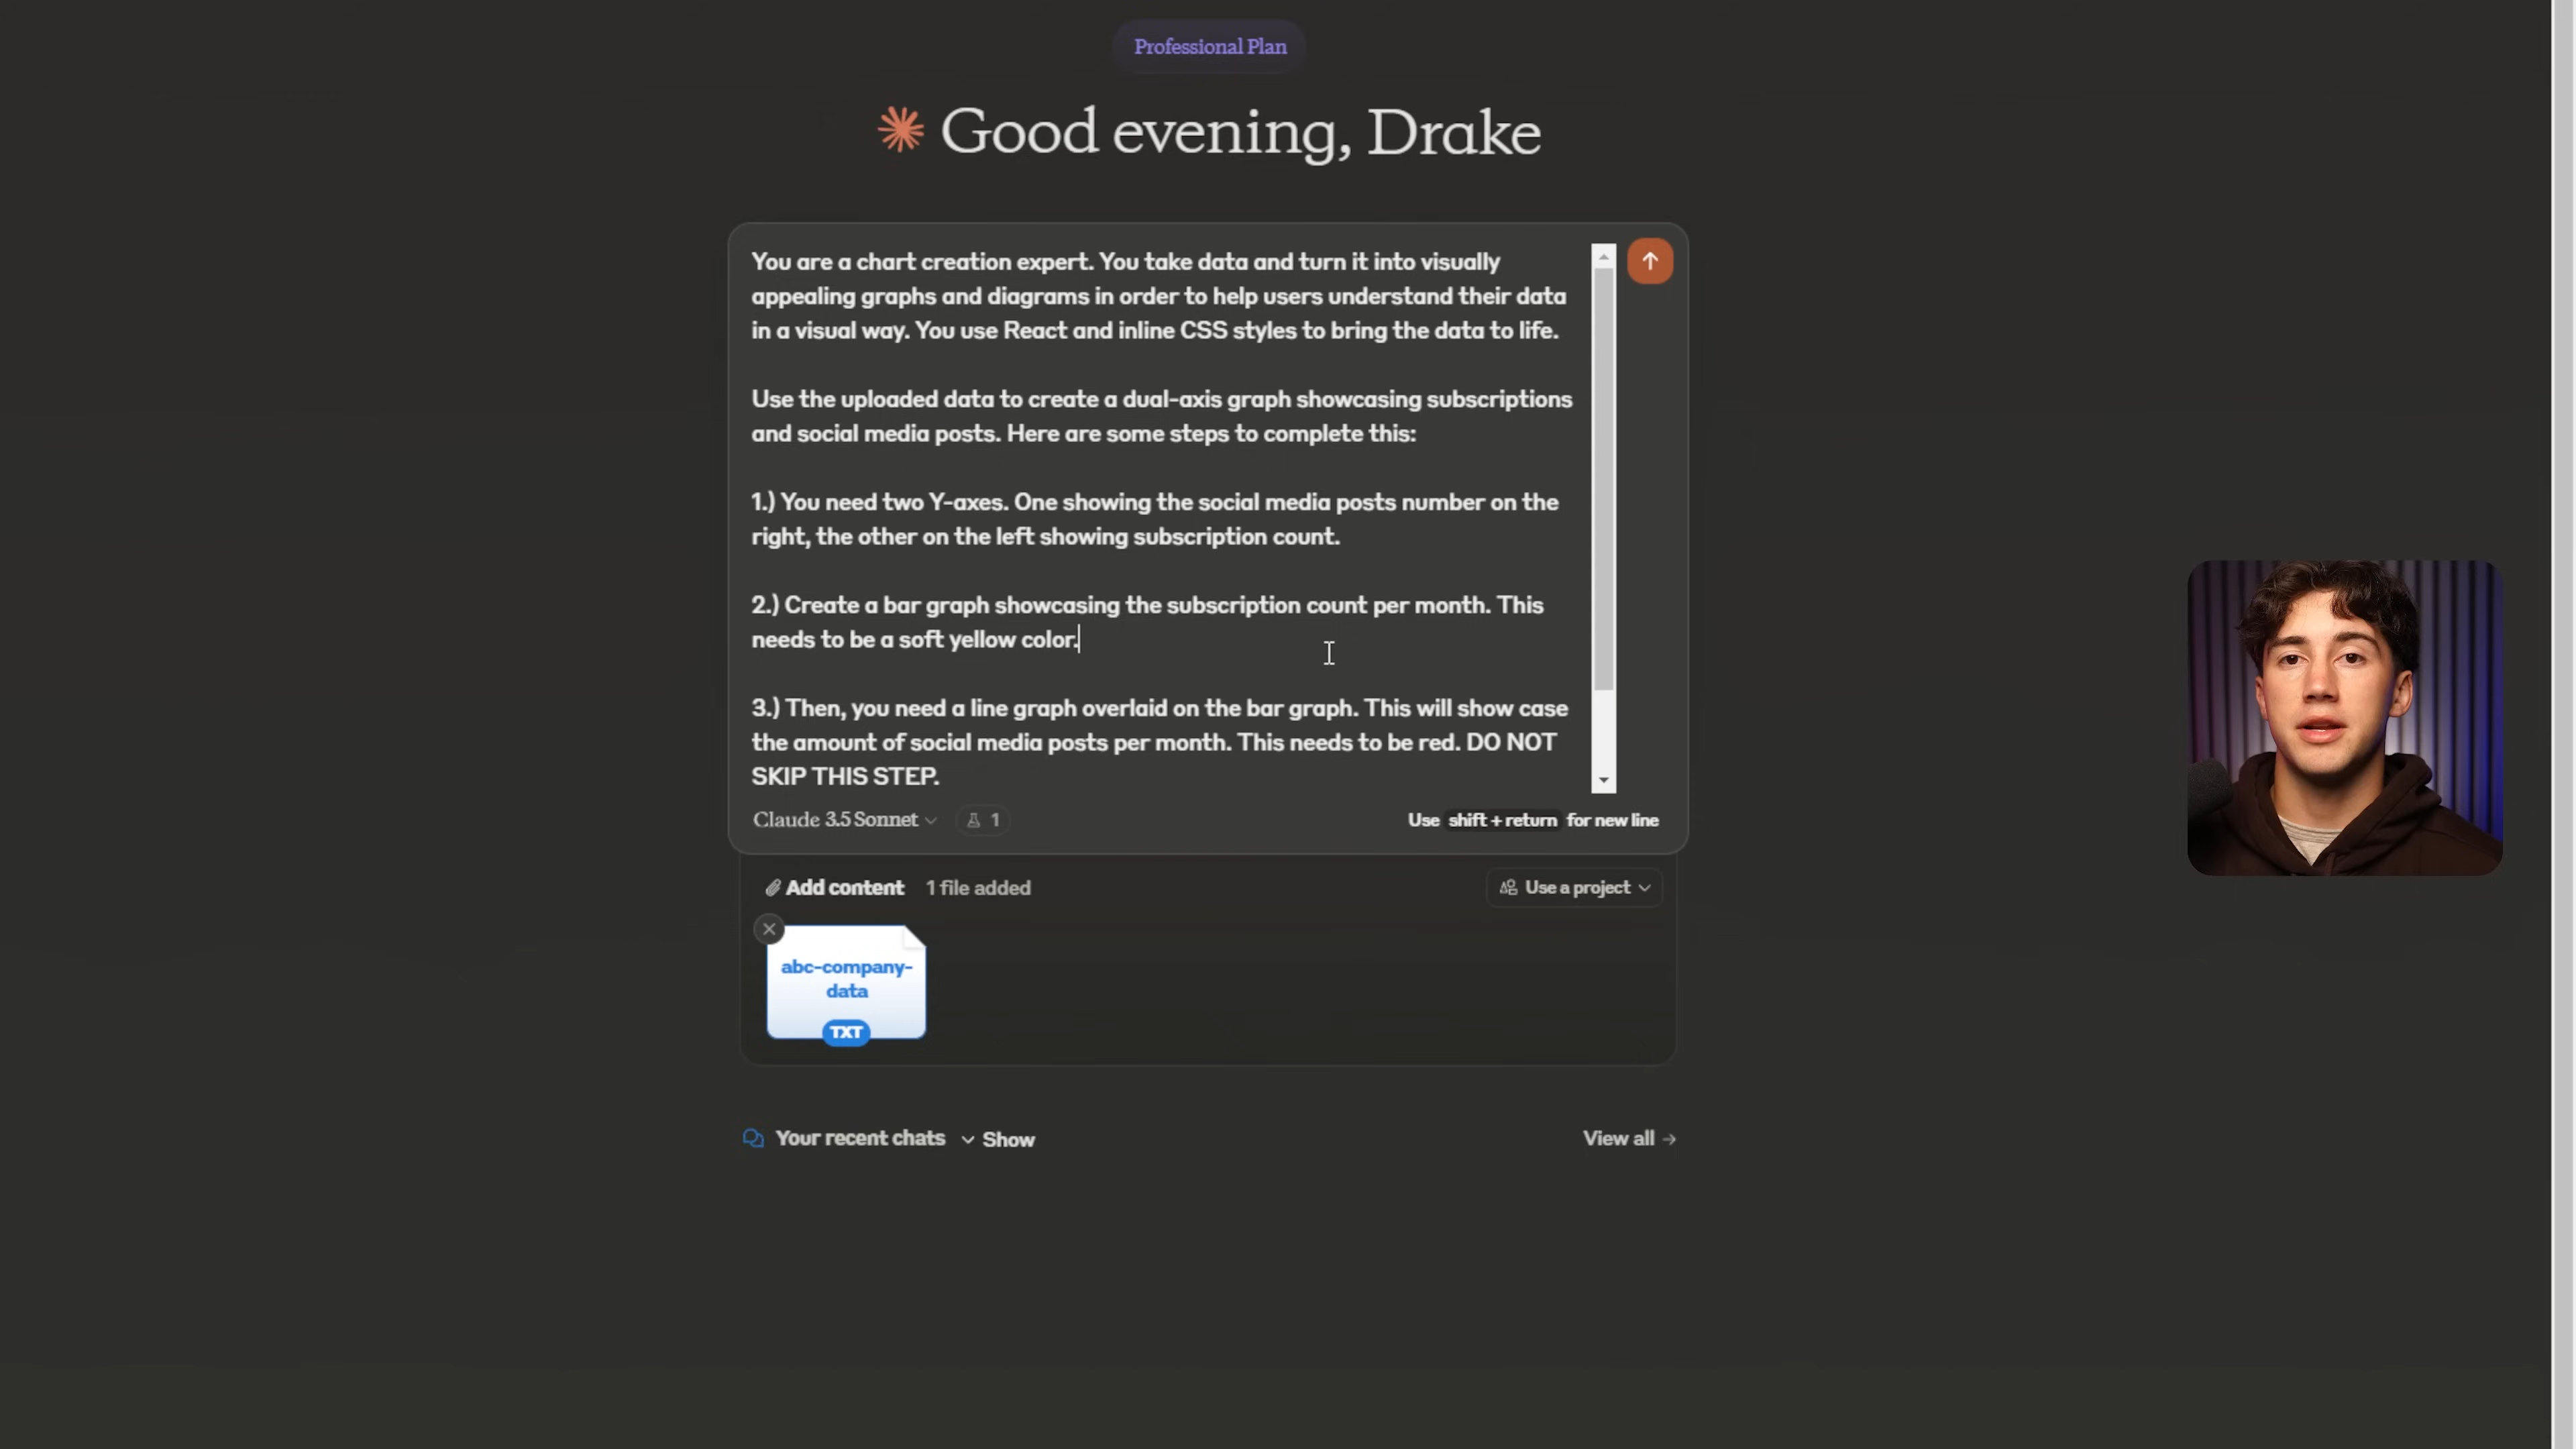 Professional Plan
Good evening, Drake
You are a chart creation expert. You take data and turn it into visually
appealing graphs and diagrams in order to help users understand their data
in a visual way. You use React and inline CSS styles to bring the data to life.
Use the uploaded data to create a dual-axis graph showcasing subscriptions
and social media posts. Here are some steps to complete this:
1.) You need two Y-axes. One showing the social media posts number on the
right, the other on the left showing subscription count.
2.) Create a bar graph showcasing the subscription count per month. This
needs to be a soft yellow color.
3.) Then, you need a line graph overlaid on the bar graph. This will show case
the amount of social media posts per month. This needs to be red. DO NOT
SKIP THIS STEP.
Claude 3.5 Sonnet 1 Use shift + return for new line
Add content 1 file added Use a project
abc-company-
data
TXT
Your recent chats Show View all